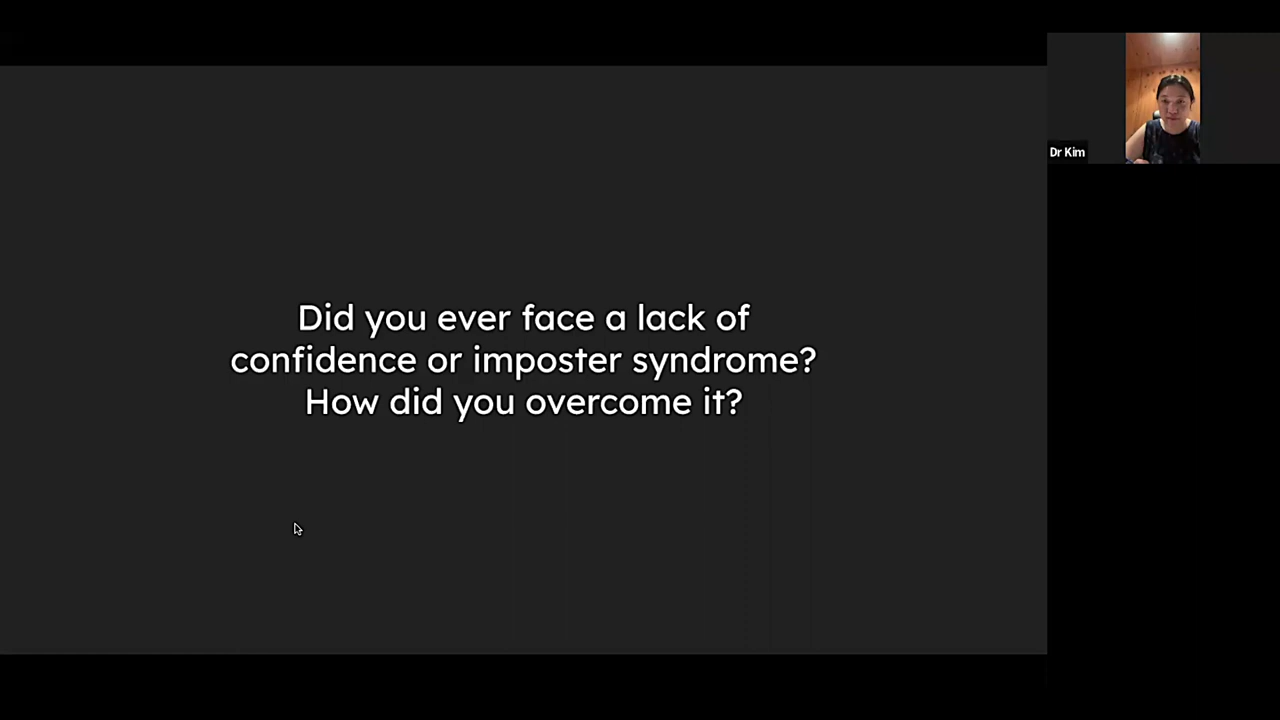 Did you ever face a lack of
confidence or imposter syndrome?
How did you overcome it?
Dr Kim